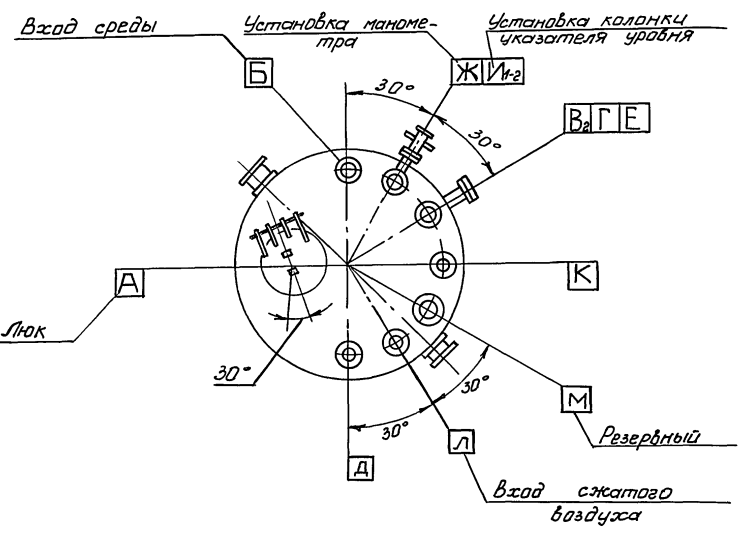 Вход среды
Установка маноме-
тра
Установка колонки
указателя уровня
Б
Ж И1-2
30°
30°
В2 Г Е
А
К
Люк
30°
30°
30°
М
Резервный
Л
Д
Вход сжатого
воздуха